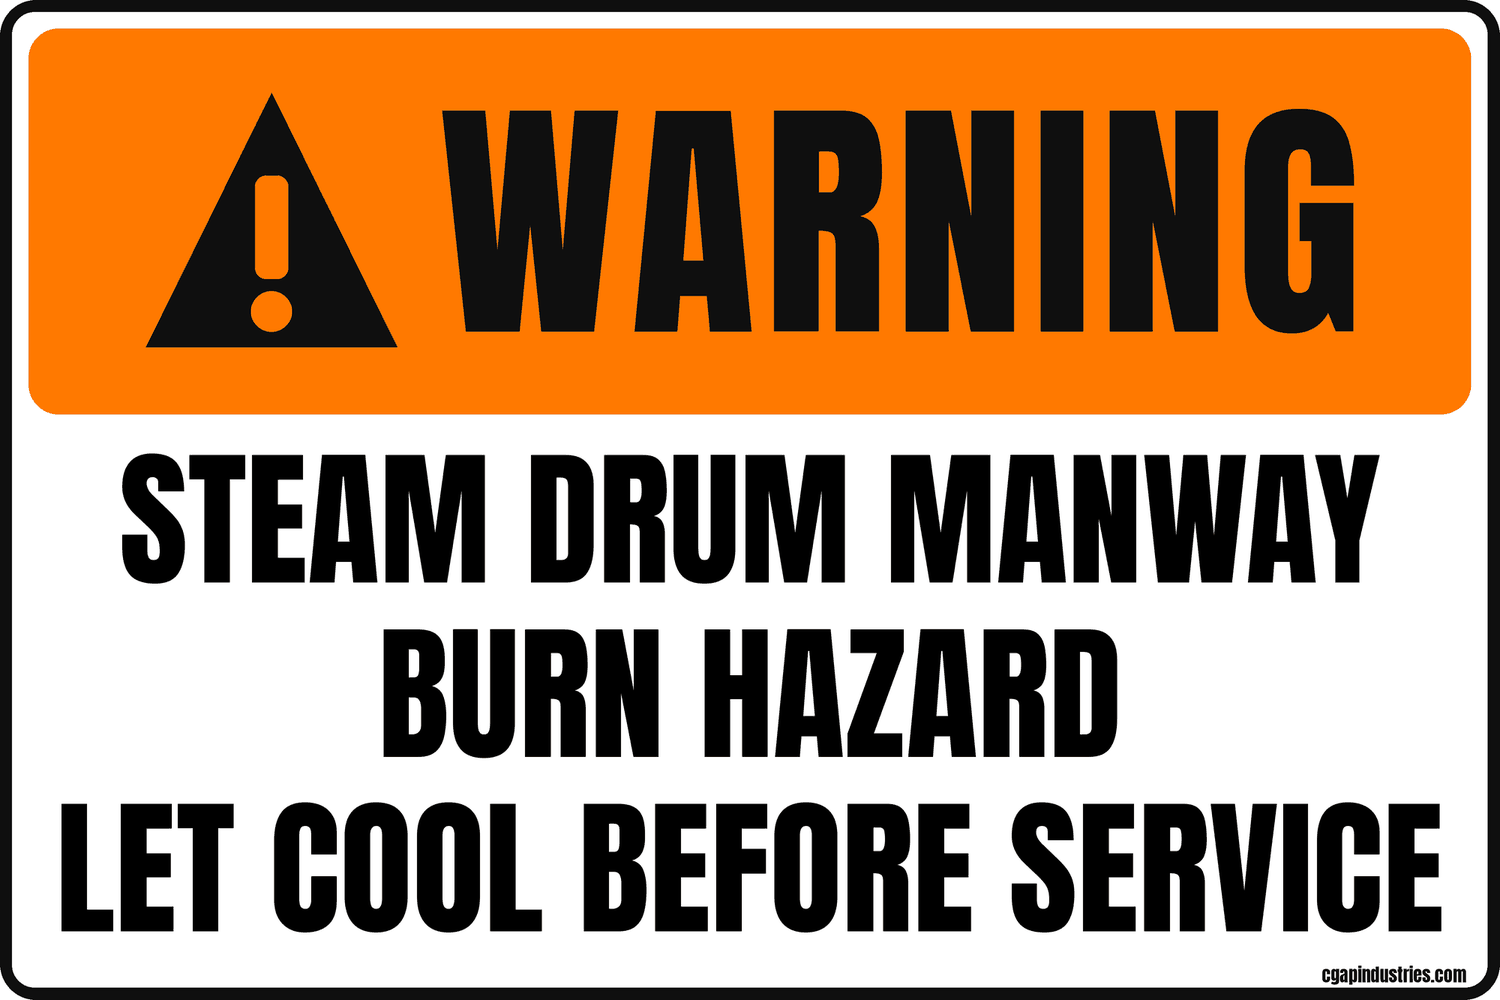 WARNING
STEAM DRUM MANWAY
BURN HAZARD
LET COOL BEFORE SERVICE
cgapindustries.com